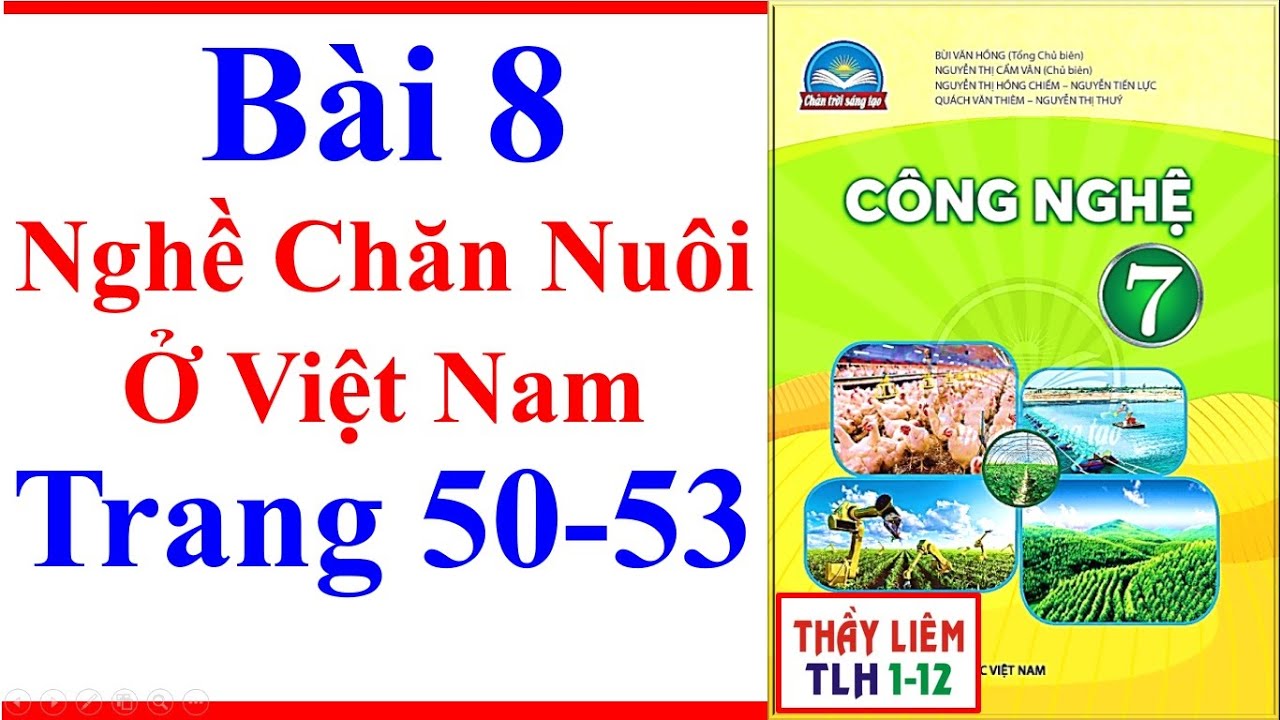 Bài 8
Nghề Chăn Nuôi
Ở Việt Nam
Trang 50-53
BÙI VĂN HỒNG (Tổng Chủ biên)
NGUYỄN THỊ CẨM VÂN (Chủ biên)
NGUYỄN THỊ HỒNG CHIẾM – NGUYỄN TIẾN LỰC
QUÁCH VĂN THIÊM – NGUYỄN THỊ THUÝ
Chân trời sáng tạo
CÔNG NGHỆ
7
THẦY LIÊM
TLH 1-12
VIỆT NAM